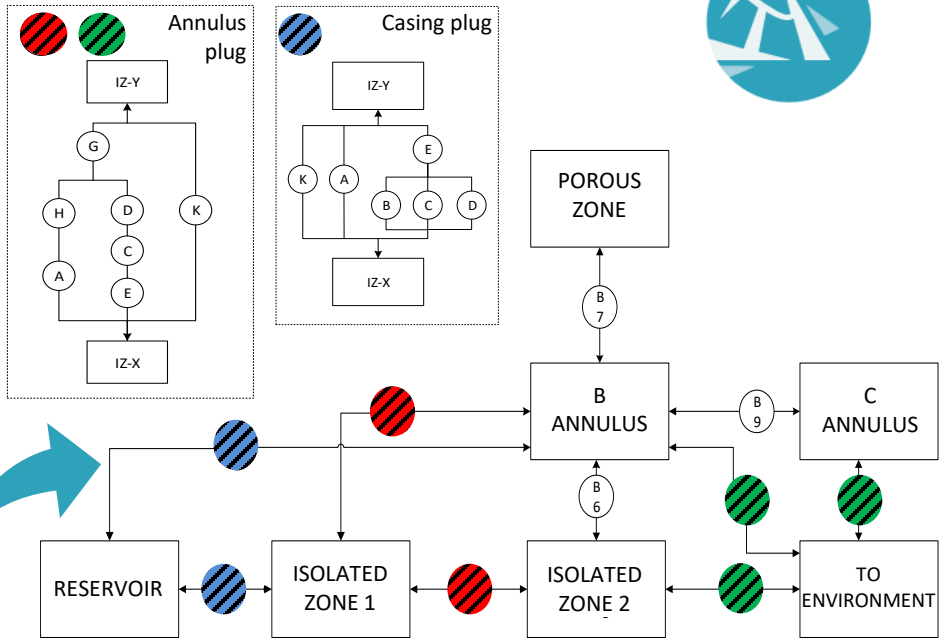 Annulus
plug
IZ-Y
G
H
D
K
C
A
E
IZ-X
Casing plug
IZ-Y
E
K
A
B
C
D
IZ-X
POROUS
ZONE
B
7
B
ANNULUS
B
9
C
ANNULUS
B
6
RESERVOIR
ISOLATED
ZONE 1
ISOLATED
ZONE 2
TO
ENVIRONMENT